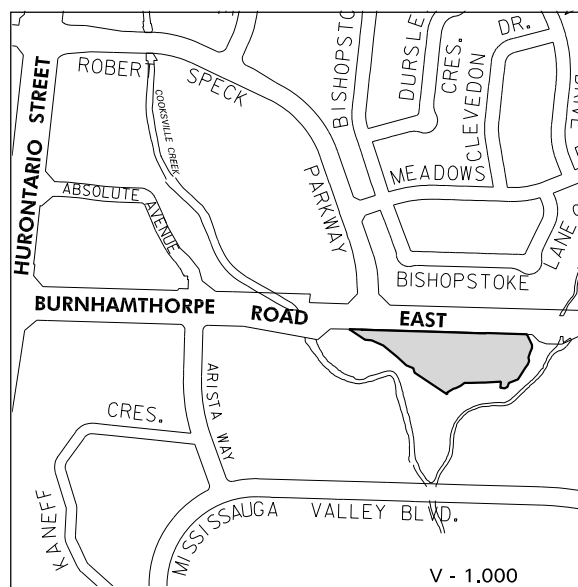 ROBERT SPECK PARKWAY
COOKSVILLE CREEK
HURONTARIO STREET
ABSOLUTE AVENUE
BISHOPSTO
DURSLE
CRES.
CLEVEDON
DR.
MEADOWS
BISHOPSTOKE
LANE
BURNHAMTHORPE ROAD EAST
ARISTA WAY
KANEFF CRES.
MISSISSAUGA VALLEY BLVD.
V - 1.000